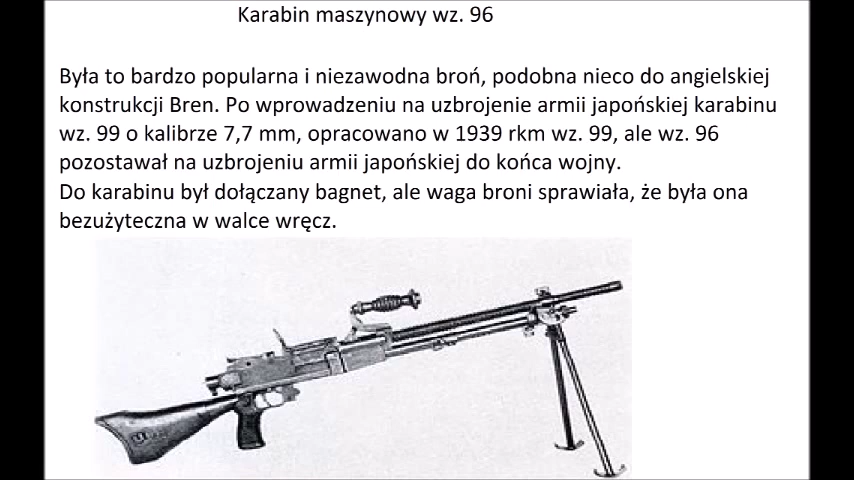 Karabin maszynowy wz. 96
Była to bardzo popularna i niezawodna broń, podobna nieco do angielskiej
konstrukcji Bren. Po wprowadzeniu na uzbrojenie armii japońskiej karabinu
wz. 99 o kalibrze 7,7 mm, opracowano w 1939 rkm wz. 99, ale wz. 96
pozostawał na uzbrojeniu armii japońskiej do końca wojny.
Do karabinu był dołączany bagnet, ale waga broni sprawiała, że była ona
bezużyteczna w walce wręcz.